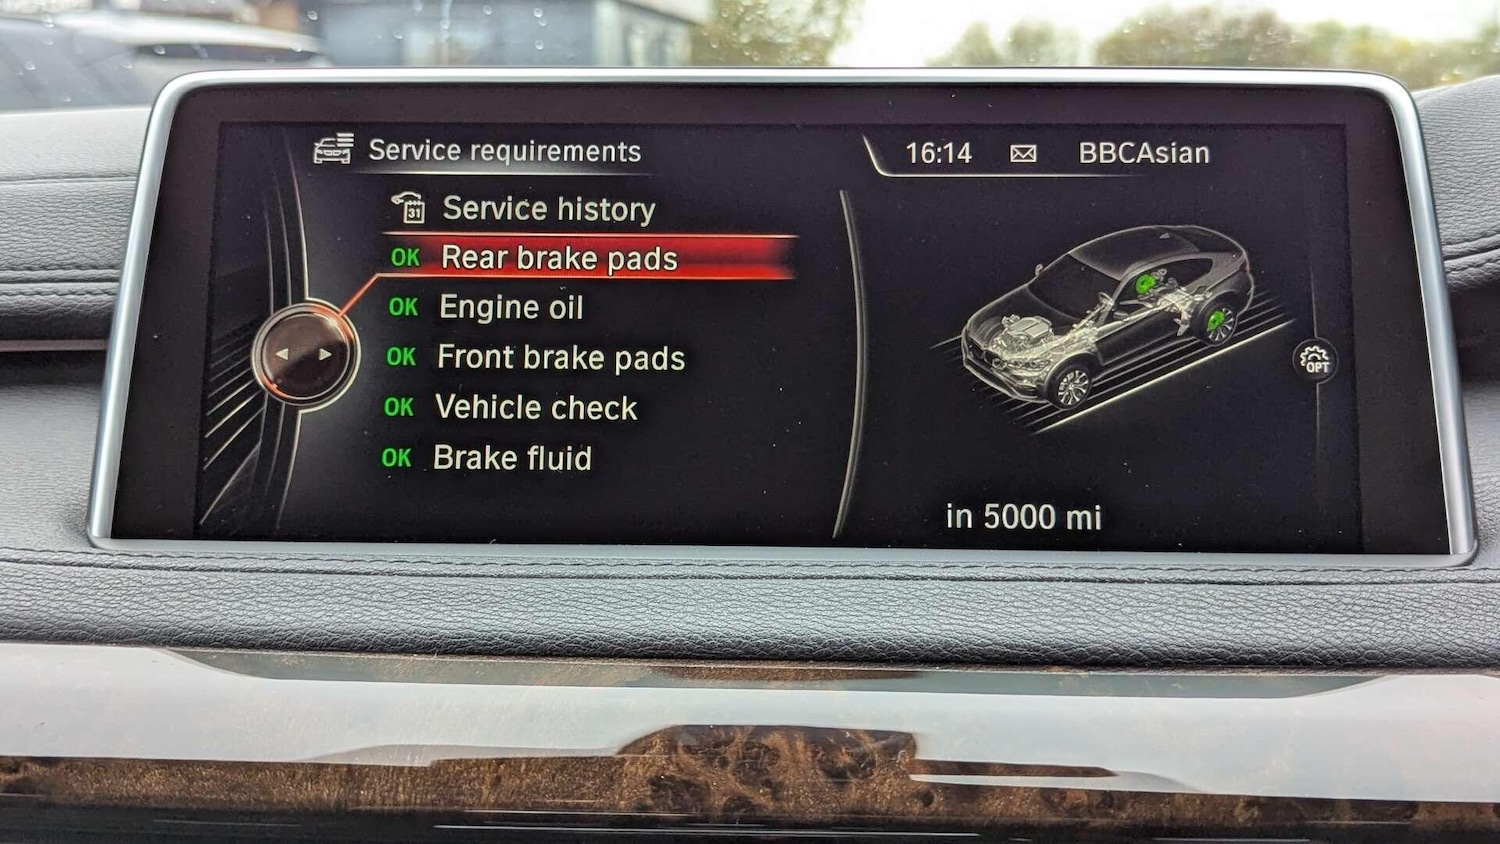 Service requirements
16:14 BBCAsian
Service history
31
OK Rear brake pads
OK Engine oil
OK Front brake pads
OK Vehicle check
OK Brake fluid
OPT
in 5000 mi